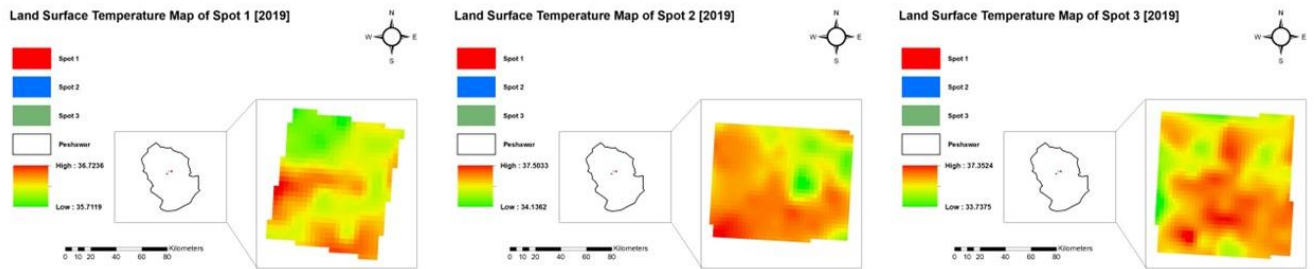 Land Surface Temperature Map of Spot 1 [2019]
N
W E
S
Spot 1
Spot 2
Spot 3
Peshawar
High : 36.7236
Low : 35.7119
Kilometers
0 10 20 40 60 80
Land Surface Temperature Map of Spot 2 [2019]
N
W E
S
Spot 1
Spot 2
Spot 3
Peshawar
High : 37.5033
Low : 34.1362
Kilometers
0 10 20 40 60 80
Land Surface Temperature Map of Spot 3 [2019]
N
W E
S
Spot 1
Spot 2
Spot 3
Peshawar
High : 37.3524
Low : 33.7375
Kilometers
0 10 20 40 60 80